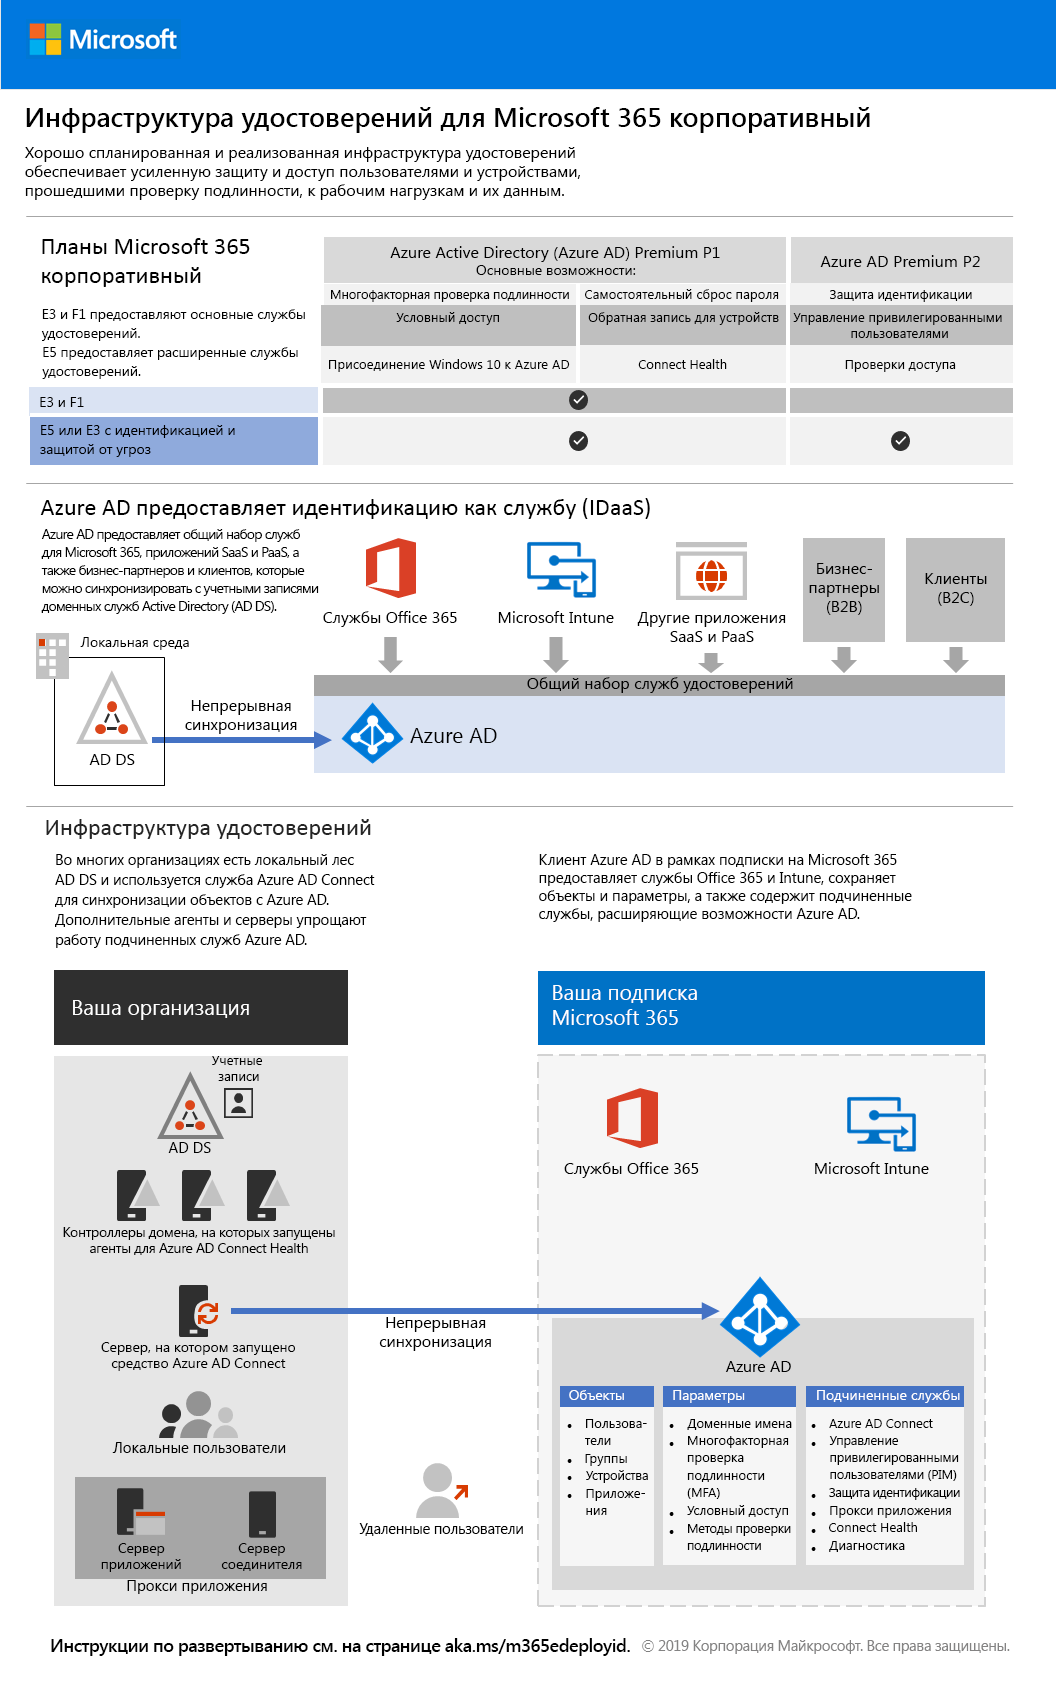 Microsoft
Инфраструктура удостоверений для Microsoft 365 корпоративный
Хорошо спланированная и реализованная инфраструктура удостоверений
обеспечивает усиленную защиту и доступ пользователями и устройствами,
прошедшими проверку подлинности, к рабочим нагрузкам и их данным.
Планы Microsoft 365
корпоративный
E3 и F1 предоставляют основные службы
удостоверений.
E5 предоставляет расширенные службы
удостоверений.
Azure Active Directory (Azure AD) Premium P1
Основные возможности:
Azure AD Premium P2
Многофакторная проверка подлинности
Самостоятельный сброс пароля
Защита идентификации
Условный доступ
Обратная запись для устройств
Управление привилегированными
пользователями
Присоединение Windows 10 к Azure AD
Connect Health
Проверки доступа
E3 и F1
E5 или E3 с идентификацией и
защитой от угроз
Azure AD предоставляет идентификацию как службу (IDaaS)
Azure AD предоставляет общий набор служб
для Microsoft 365, приложений SaaS и PaaS, а
также бизнес-партнеров и клиентов, которые
можно синхронизировать с учетными записями
доменных служб Active Directory (AD DS).
Службы Office 365
Microsoft Intune
Другие приложения
SaaS и PaaS
Бизнес-
партнеры
(B2B)
Клиенты
(B2C)
Локальная среда
AD DS
Непрерывная
синхронизация
Общий набор служб удостоверений
Azure AD
Инфраструктура удостоверений
Во многих организациях есть локальный лес
AD DS и используется служба Azure AD Connect
для синхронизации объектов с Azure AD.
Дополнительные агенты и серверы упрощают
работу подчиненных служб Azure AD.
Клиент Azure AD в рамках подписки на Microsoft 365
предоставляет службы Office 365 и Intune, сохраняет
объекты и параметры, а также содержит подчиненные
службы, расширяющие возможности Azure AD.
Ваша организация
Учетные
записи
AD DS
Контроллеры домена, на которых запущены
агенты для Azure AD Connect Health
Сервер, на котором запущено
средство Azure AD Connect
Локальные пользователи
Сервер
приложений
Сервер
соединителя
Прокси приложения
Непрерывная
синхронизация
Удаленные пользователи
Ваша подписка
Microsoft 365
Службы Office 365
Microsoft Intune
Azure AD
Объекты
• Пользова-
тели
• Группы
• Устройства
• Приложе-
ния
Параметры
• Доменные имена
• Многофакторная
проверка
подлинности
(MFA)
• Условный доступ
• Методы проверки
подлинности
Подчиненные службы
• Azure AD Connect
• Управление
привилегированными
пользователями (PIM)
• Защита идентификации
• Прокси приложения
• Connect Health
• Диагностика
Инструкции по развертыванию см. на странице aka.ms/m365edeployid.
© 2019 Корпорация Майкрософт. Все права защищены.